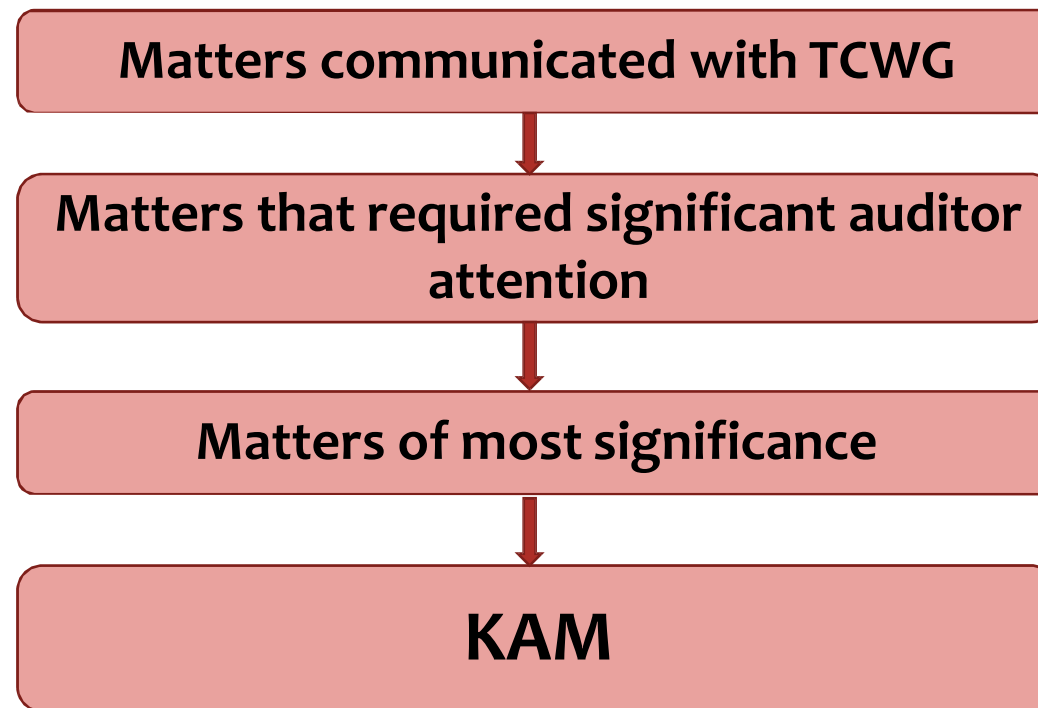 Matters communicated with TCWG
Matters that required significant auditor
attention
Matters of most significance
KAM